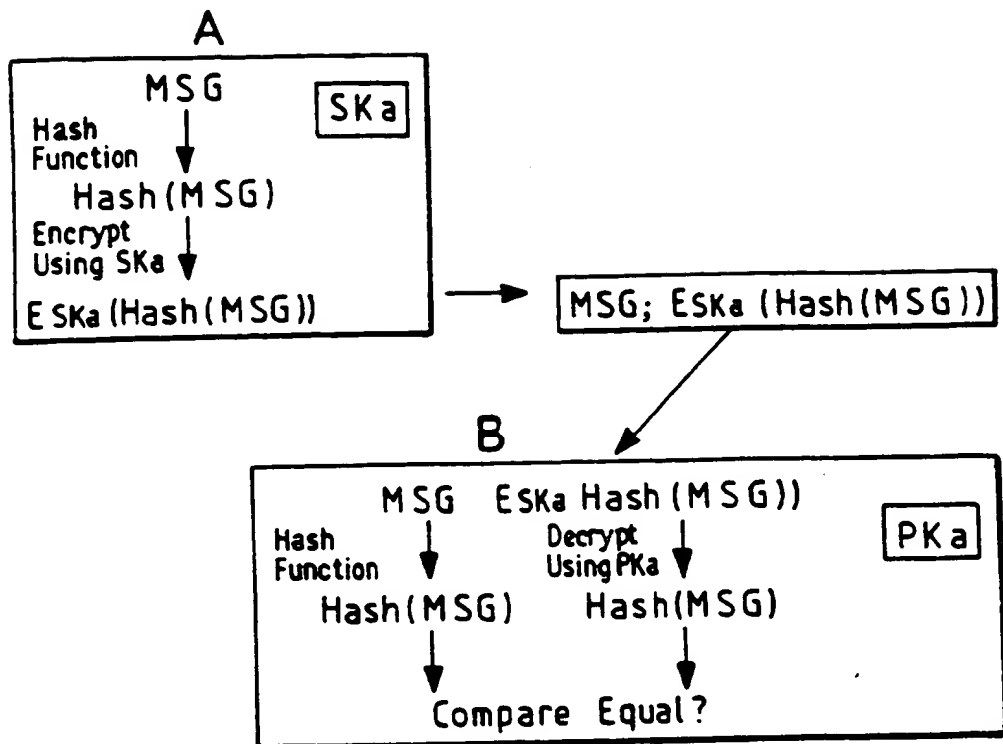 A
MSG
SKa
Hash
Function
Hash(MSG)
Encrypt
Using SKa
ESKa(Hash(MSG))
MSG; ESKa (Hash(MSG))
B
MSG ESKa Hash(MSG))
PKa
Hash
Function
Decrypt
Using PKa
Hash(MSG) Hash(MSG)
Compare Equal?